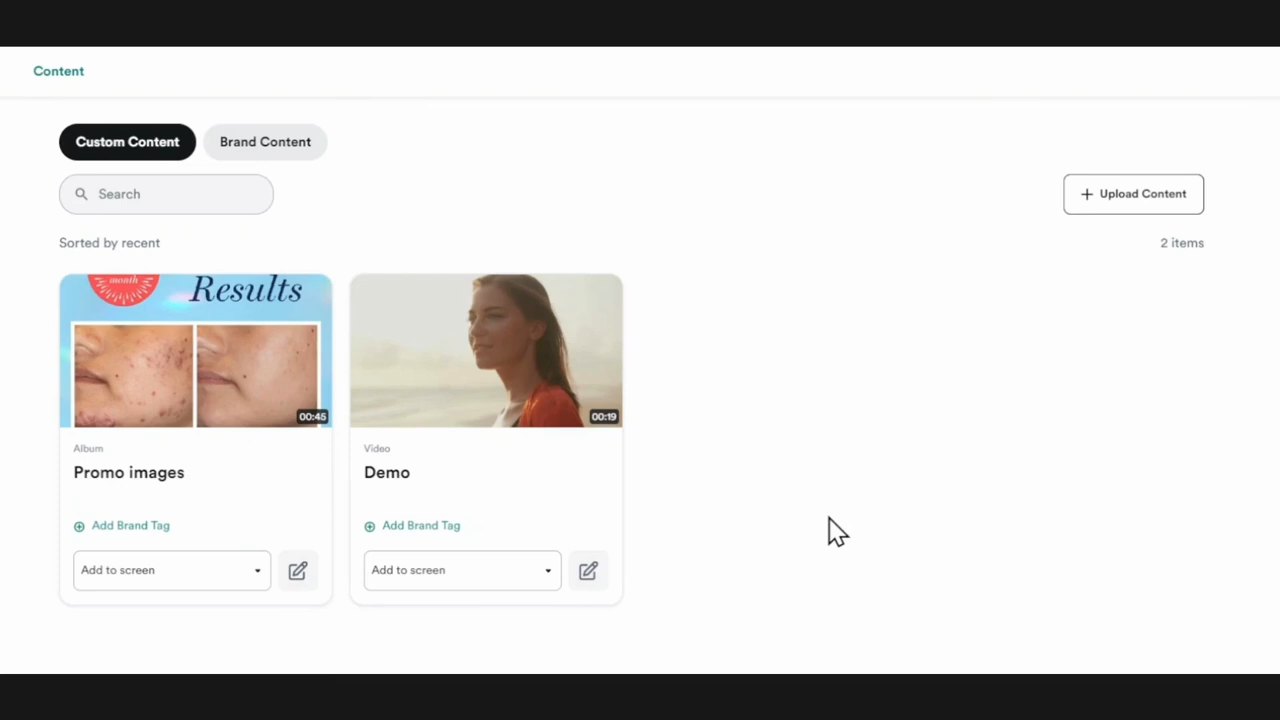 Content
Custom Content
Brand Content
Search
+ Upload Content
Sorted by recent
2 items
month
Results
00:45
00:19
Album
Promo images
Add Brand Tag
Add to screen
Video
Demo
Add Brand Tag
Add to screen